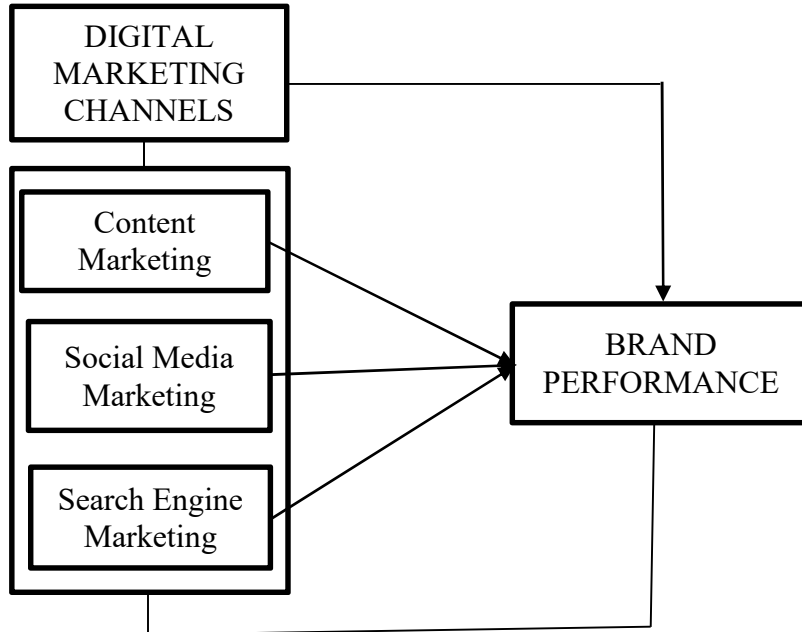 DIGITAL
MARKETING
CHANNELS
Content
Marketing
Social Media
Marketing
Search Engine
Marketing
BRAND
PERFORMANCE